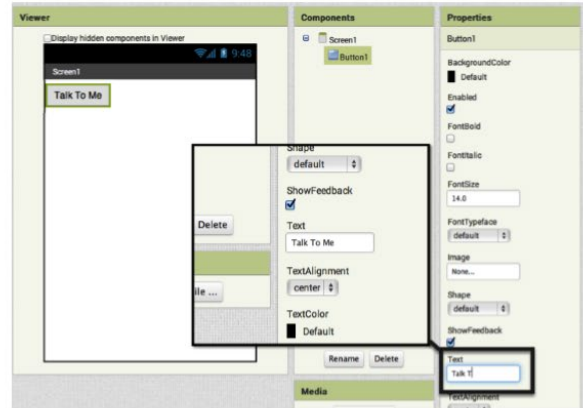 Viewer
Display hidden components in Viewer
9:48
Screen1
Talk To Me
Components
Screen1
Button1
Rename Delete
Media
Properties
Button1
BackgroundColor
Default
Enabled
FontBold
FontItalic
FontSize
14.0
FontTypeface
default
Image
None...
Shape
default
ShowFeedback
Text
Talk T
TextAlignment
Shape
default
ShowFeedback
Delete
Text
Talk To Me
TextAlignment
ile ...
center
TextColor
Default